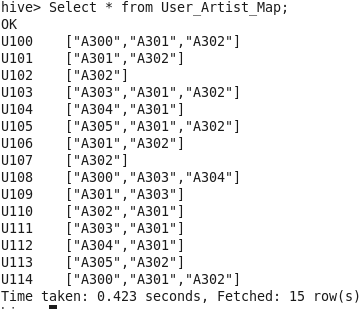 hive> Select * from User_Artist_Map;
OK
U100 ["A300","A301","A302"]
U101 ["A301","A302"]
U102 ["A302"]
U103 ["A303","A301","A302"]
U104 ["A304","A301"]
U105 ["A305","A301","A302"]
U106 ["A301","A302"]
U107 ["A302"]
U108 ["A300","A303","A304"]
U109 ["A301","A303"]
U110 ["A302","A301"]
U111 ["A303","A301"]
U112 ["A304","A301"]
U113 ["A305","A302"]
U114 ["A300","A301","A302"]
Time taken: 0.423 seconds, Fetched: 15 row(s)